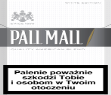 PALL MALL
Palenie poważnie
szkodzi Tobie
i osobom w Twoim
otoczeniu